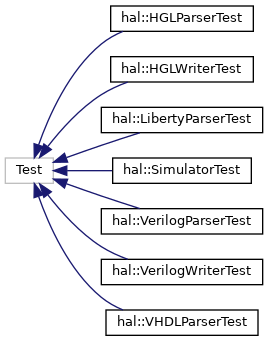 hal::HGLParserTest
hal::HGLWriterTest
hal::LibertyParserTest
Test
hal::SimulatorTest
hal::VerilogParserTest
hal::VerilogWriterTest
hal::VHDLParserTest